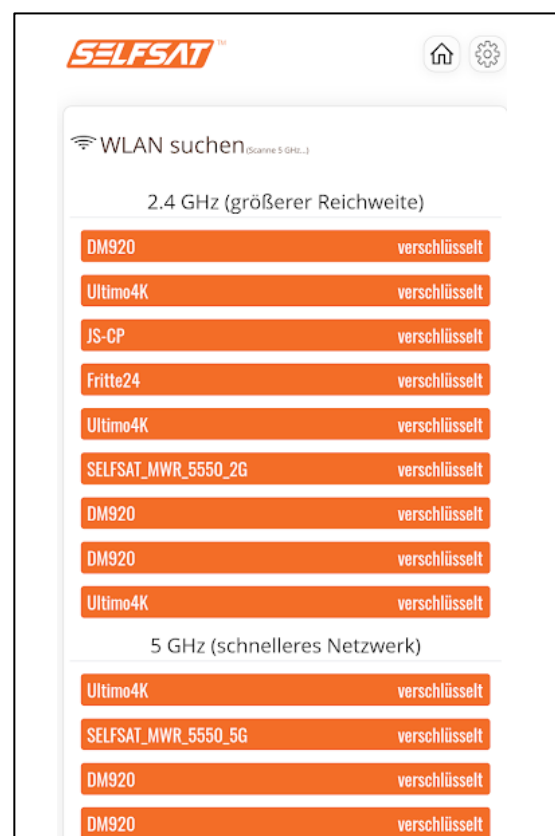 SELFSAT™
WLAN suchen (Scanne 5 GHz...)
2.4 GHz (größerer Reichweite)
DM920 verschlüsselt
Ultimo4K verschlüsselt
JS-CP verschlüsselt
Fritte24 verschlüsselt
Ultimo4K verschlüsselt
SELFSAT_MWR_5550_2G verschlüsselt
DM920 verschlüsselt
DM920 verschlüsselt
Ultimo4K verschlüsselt
5 GHz (schnelleres Netzwerk)
Ultimo4K verschlüsselt
SELFSAT_MWR_5550_5G verschlüsselt
DM920 verschlüsselt
DM920 verschlüsselt